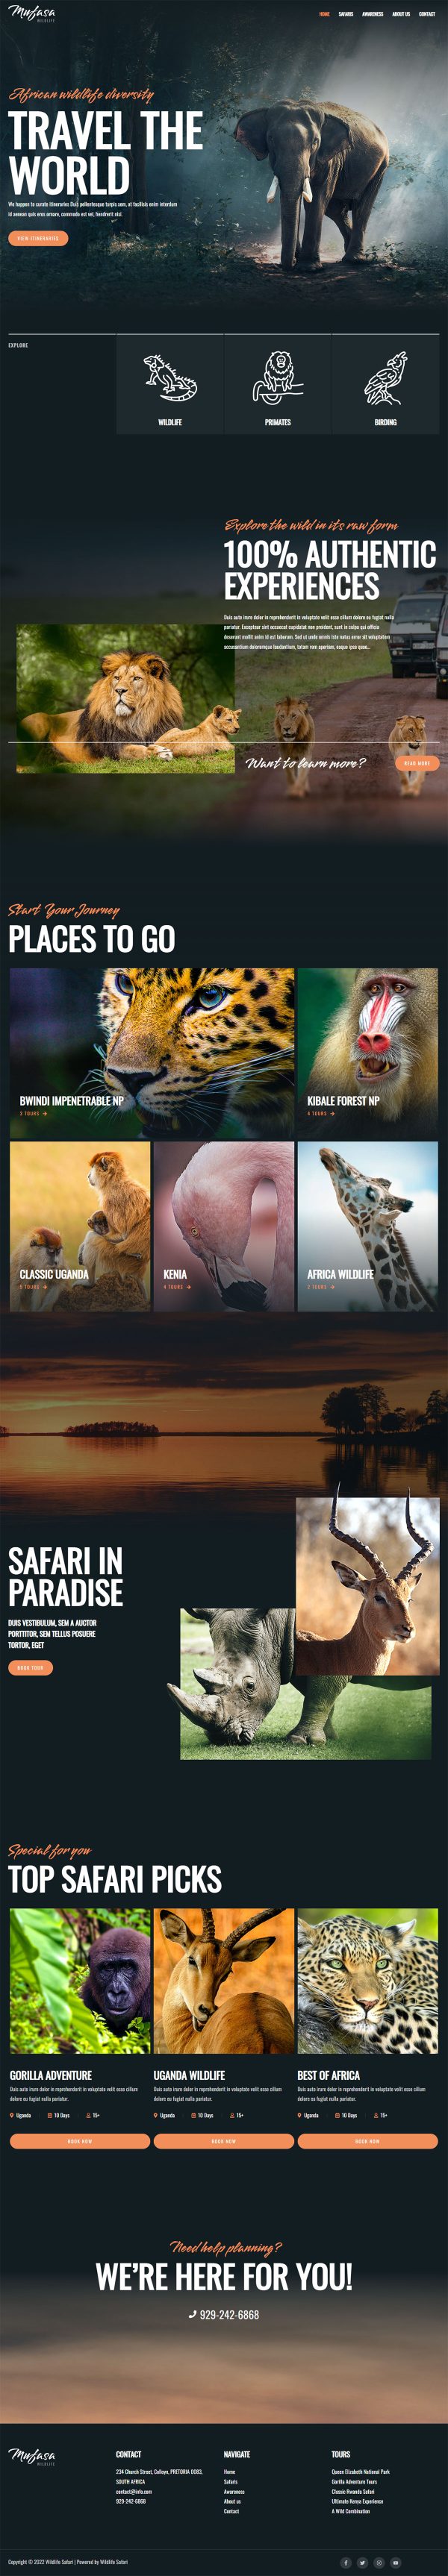 Mufasa
WILDLIFE
HOME SAFARIS AWARENESS ABOUT US CONTACT
African wildlife diversity
TRAVEL THE
WORLD
We happen to curate itineraries Duis pellentesque turpis sem, at facilisis enim interdum
id aenean quis eros ornare, commodo est vel, hendrerit nisi.
VIEW ITINERARIES
EXPLORE
WILDLIFE
PRIMATES
BIRDING
Explore the wild in its raw form
100% AUTHENTIC
EXPERIENCES
Duis aute irure dolor in reprehenderit in voluptate velit esse cillum dolore eu fugiat nulla
pariatur. Excepteur sint occaecat cupidatat non proident, sunt in culpa qui officia
deserunt mollit anim id est laborum. Sed ut unde omnis iste natus error sit voluptatem
accusantium doloremque laudantium, totam rem aperiam, eaque ipsa quae...
Want to learn more?
READ MORE
Start Your Journey
PLACES TO GO
BWINDI IMPENETRABLE NP
3 TOURS
KIBALE FOREST NP
4 TOURS
CLASSIC UGANDA
5 TOURS
KENIA
4 TOURS
AFRICA WILDLIFE
2 TOURS
SAFARI IN
PARADISE
DUIS VESTIBULUM, SEM A AUCTOR
PORTTITOR, SEM TELLUS POSUERE
TORTOR, EGET
BOOK TOUR
Special for you
TOP SAFARI PICKS
GORILLA ADVENTURE
Duis aute irure dolor in reprehenderit in voluptate velit esse cillum
dolore eu fugiat nulla pariatur.
Uganda 10 Days 15+
BOOK NOW
UGANDA WILDLIFE
Duis aute irure dolor in reprehenderit in voluptate velit esse cillum
dolore eu fugiat nulla pariatur.
Uganda 10 Days 15+
BOOK NOW
BEST OF AFRICA
Duis aute irure dolor in reprehenderit in voluptate velit esse cillum
dolore eu fugiat nulla pariatur.
Uganda 10 Days 15+
BOOK NOW
Need help planning?
WE'RE HERE FOR YOU!
929-242-6868
Mufasa
WILDLIFE
CONTACT
234 Church Street, Colloyn, PRETORIA 0083,
SOUTH AFRICA
contact@info.com
929-242-6868
NAVIGATE
Home
Safaris
Awareness
About us
Contact
TOURS
Queen Elizabeth National Park
Gorilla Adventure Tours
Classic Rwanda Safari
Ultimate Kenya Experience
A Wild Combination
Copyright © 2022 Wildlife Safari | Powered by Wildlife Safari